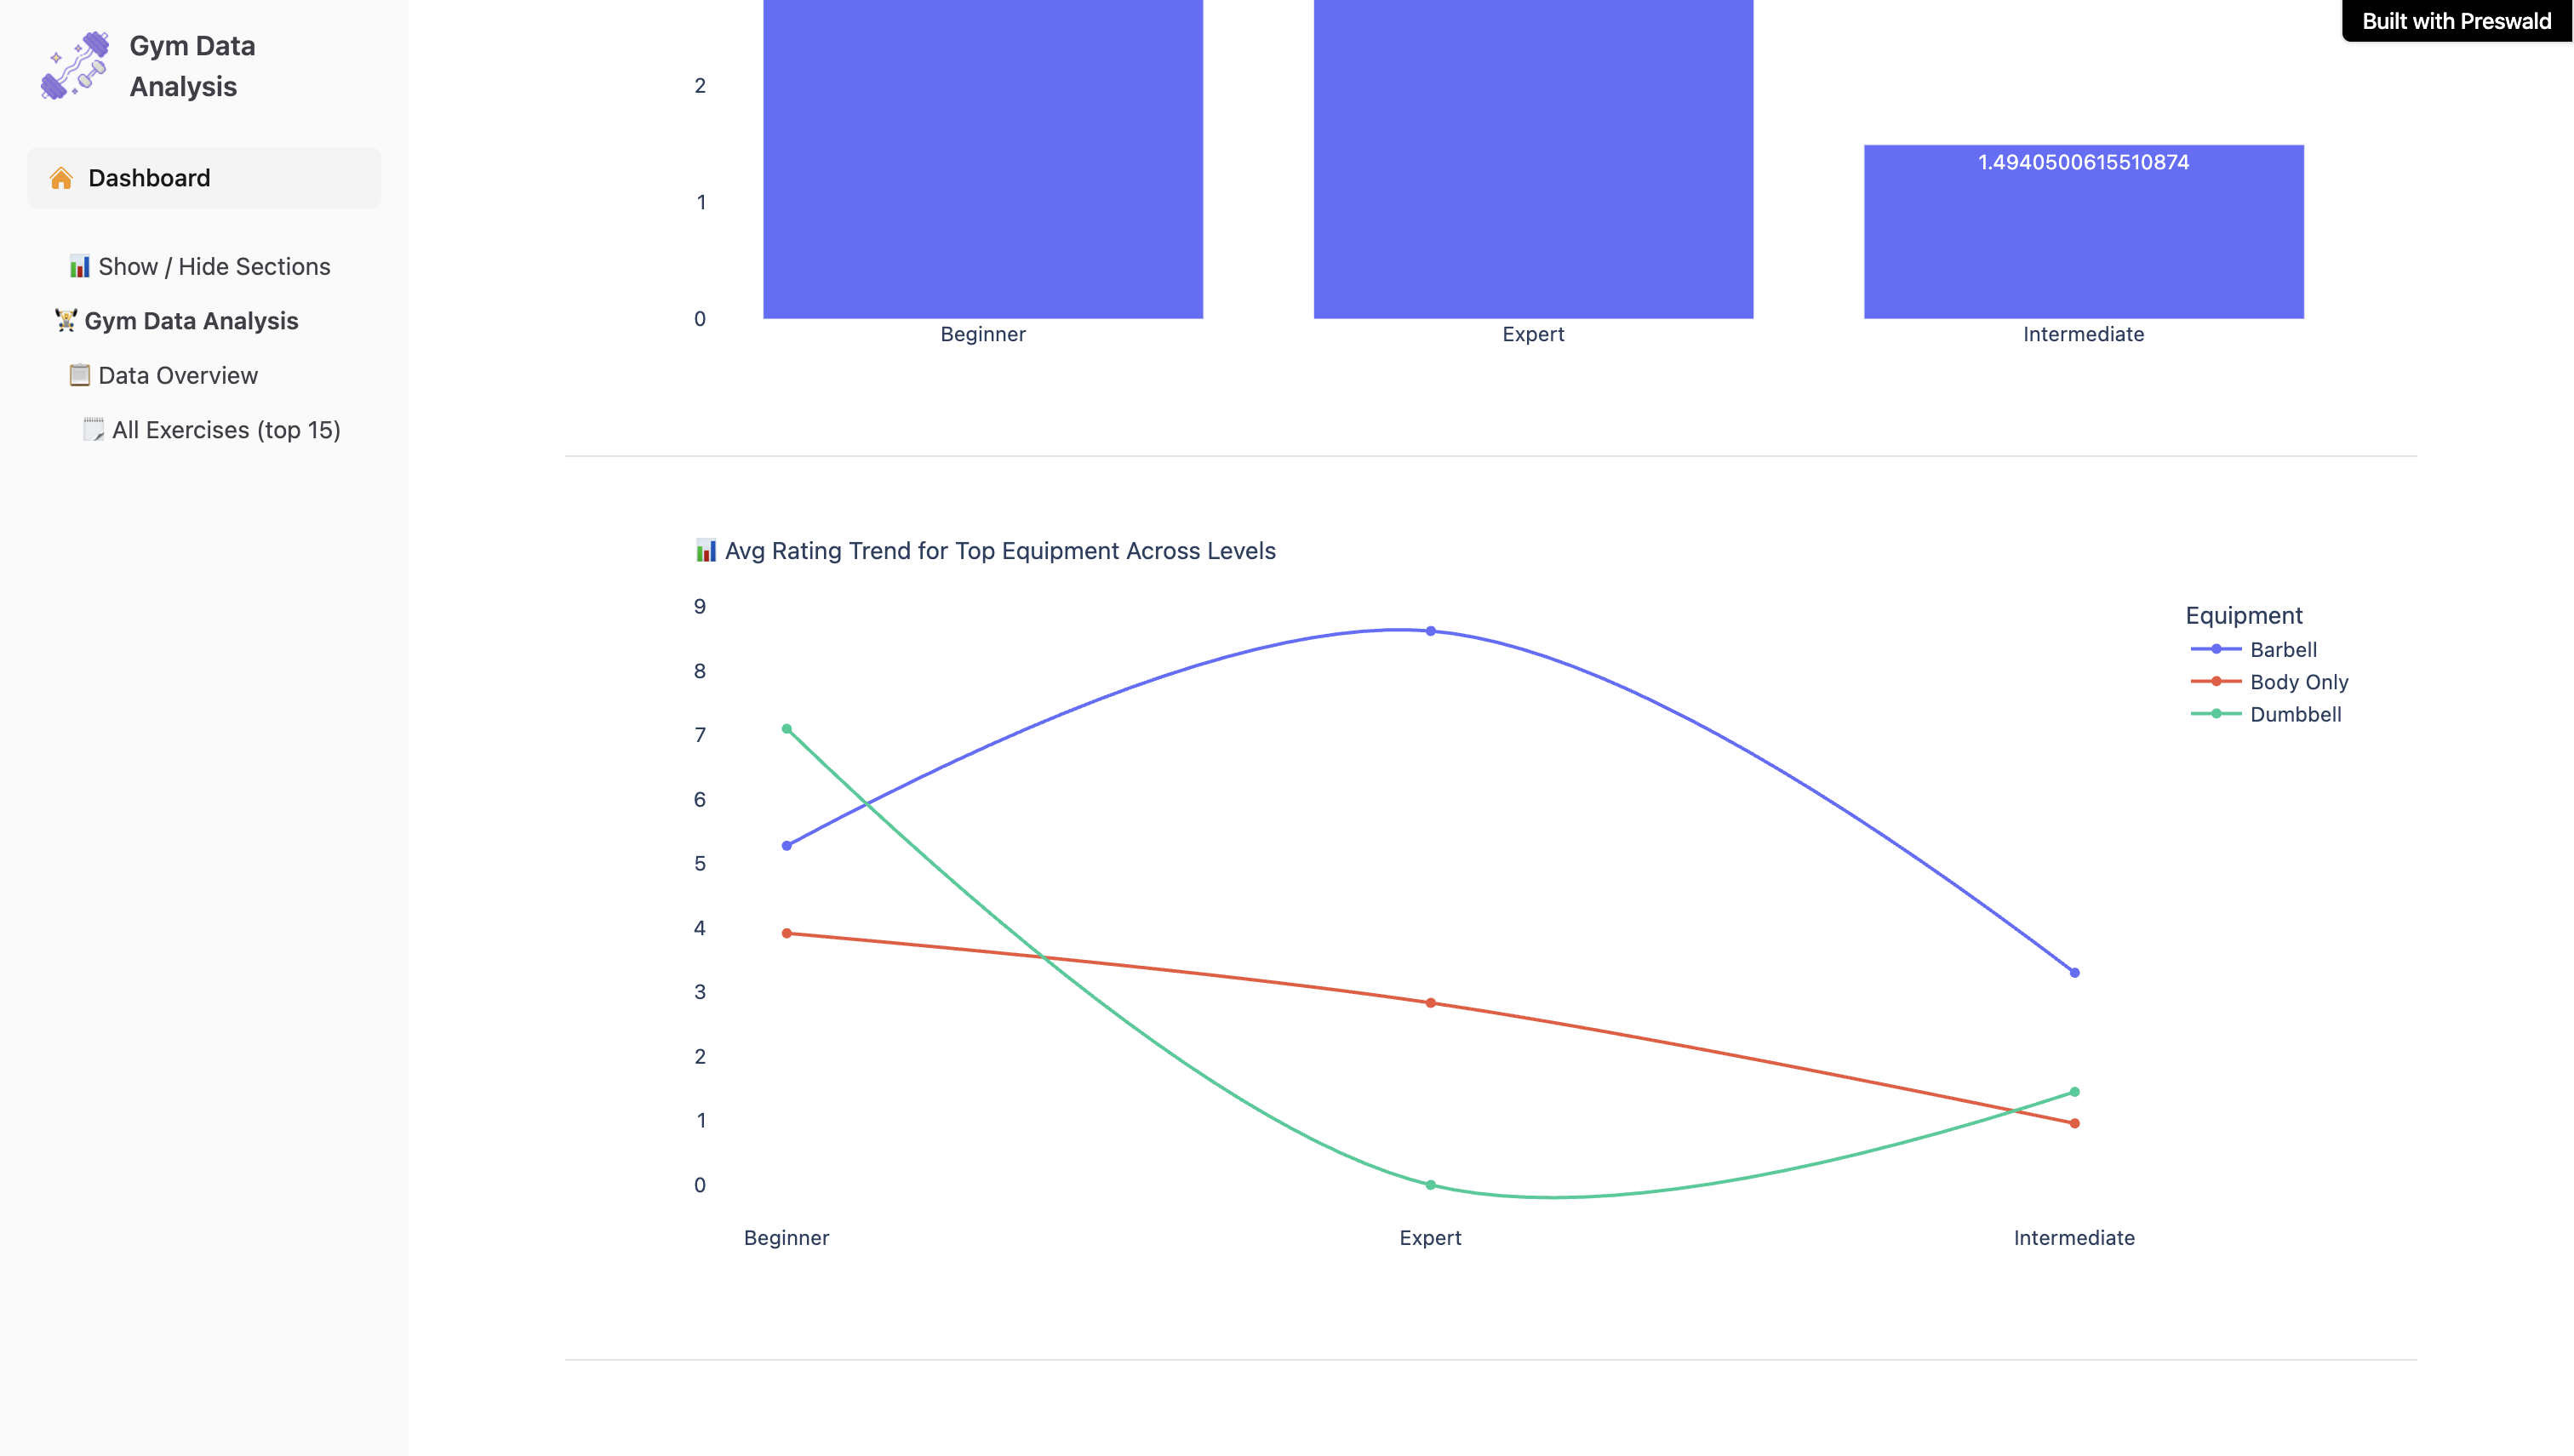 Gym Data
Analysis
Built with Preswald
Dashboard
Show / Hide Sections
Gym Data Analysis
Data Overview
All Exercises (top 15)
2
1
0
1.4940500615510874
Beginner
Expert
Intermediate
Avg Rating Trend for Top Equipment Across Levels
9
8
7
6
5
4
3
2
1
0
Beginner
Expert
Intermediate
Equipment
Barbell
Body Only
Dumbbell